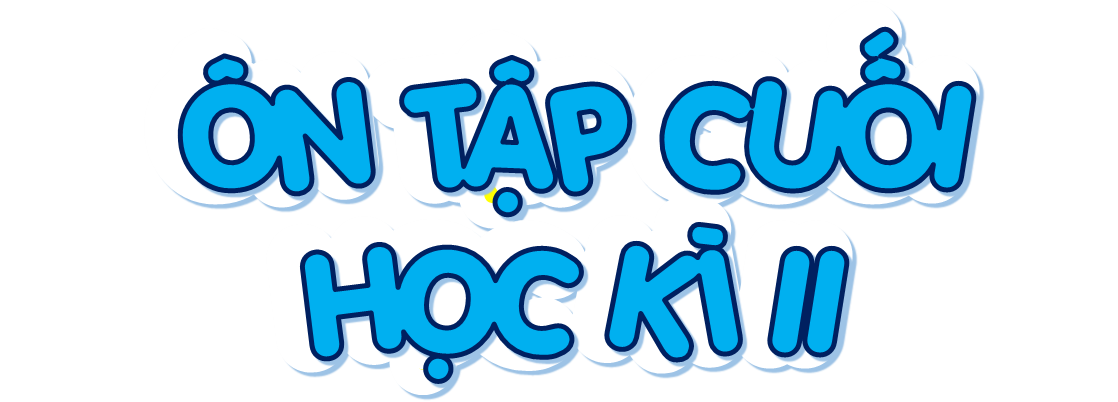 ÔN TẬP CUỐI
HỌC KÌ II